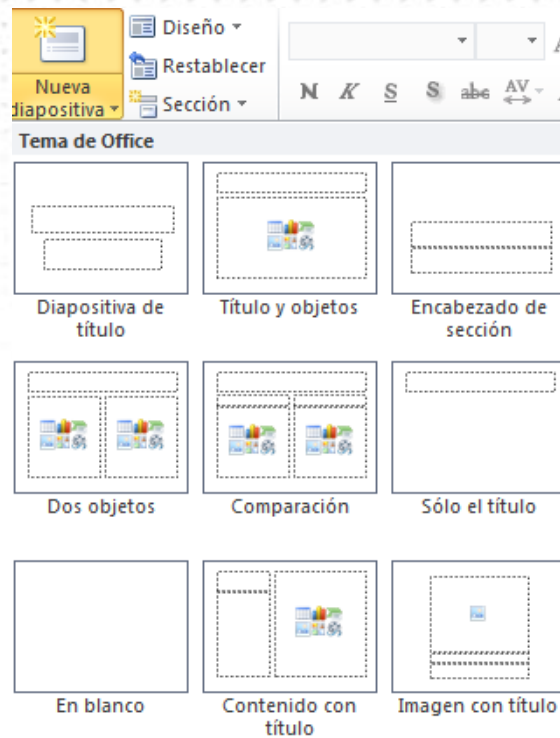 Nueva
diapositiva
Diseño
Restablecer
Sección
N K S S abc AV
Tema de Office
Diapositiva de
título
Título y objetos
Encabezado de
sección
Dos objetos
Comparación
Sólo el título
En blanco
Contenido con
título
Imagen con título